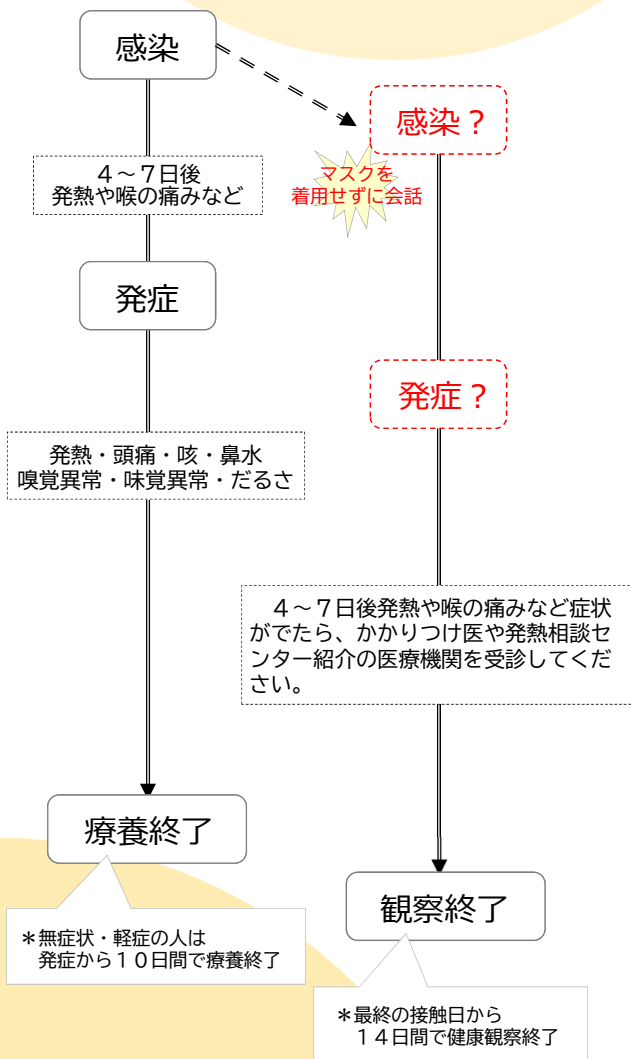 感染
感染？
４～７日後
発熱や喉の痛みなど
マスクを
着用せずに会話
発症
発症？
発熱・頭痛・咳・鼻水
嗅覚異常・味覚異常・だるさ
４～７日後発熱や喉の痛みなど症状
がでたら、かかりつけ医や発熱相談セ
ンター紹介の医療機関を受診してくだ
さい。
療養終了
観察終了
＊無症状・軽症の人は
発症から１０日間で療養終了
＊最終の接触日から
１４日間で健康観察終了